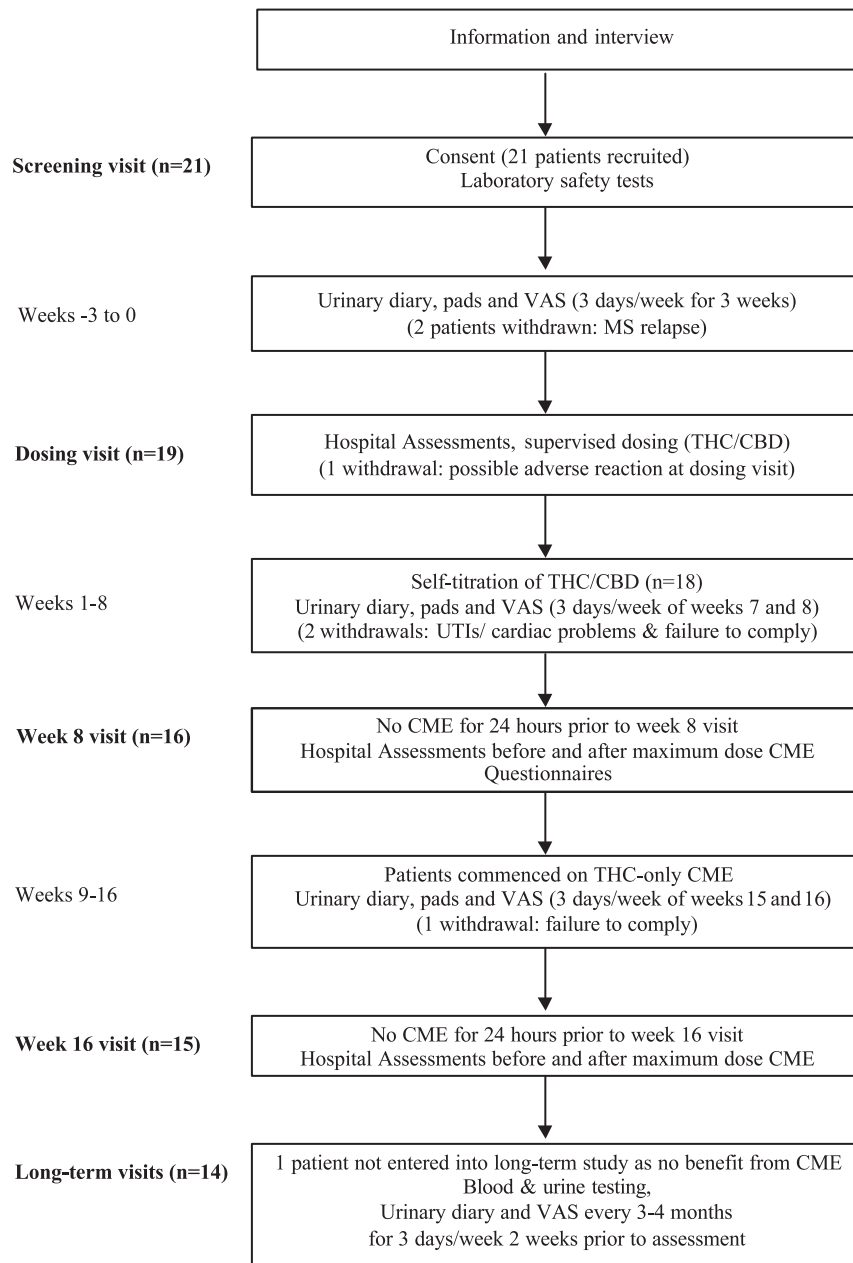 Information and interview
Screening visit (n=21)
Consent (21 patients recruited)
Laboratory safety tests
Weeks -3 to 0
Urinary diary, pads and VAS (3 days/week for 3 weeks)
(2 patients withdrawn: MS relapse)
Dosing visit (n=19)
Hospital Assessments, supervised dosing (THC/CBD)
(1 withdrawal: possible adverse reaction at dosing visit)
Weeks 1-8
Self-titration of THC/CBD (n=18)
Urinary diary, pads and VAS (3 days/week of weeks 7 and 8)
(2 withdrawals: UTIs/ cardiac problems & failure to comply)
Week 8 visit (n=16)
No CME for 24 hours prior to week 8 visit
Hospital Assessments before and after maximum dose CME
Questionnaires
Weeks 9-16
Patients commenced on THC-only CME
Urinary diary, pads and VAS (3 days/week of weeks 15 and 16)
(1 withdrawal: failure to comply)
Week 16 visit (n=15)
No CME for 24 hours prior to week 16 visit
Hospital Assessments before and after maximum dose CME
Long-term visits (n=14)
1 patient not entered into long-term study as no benefit from CME
Blood & urine testing,
Urinary diary and VAS every 3-4 months
for 3 days/week 2 weeks prior to assessment